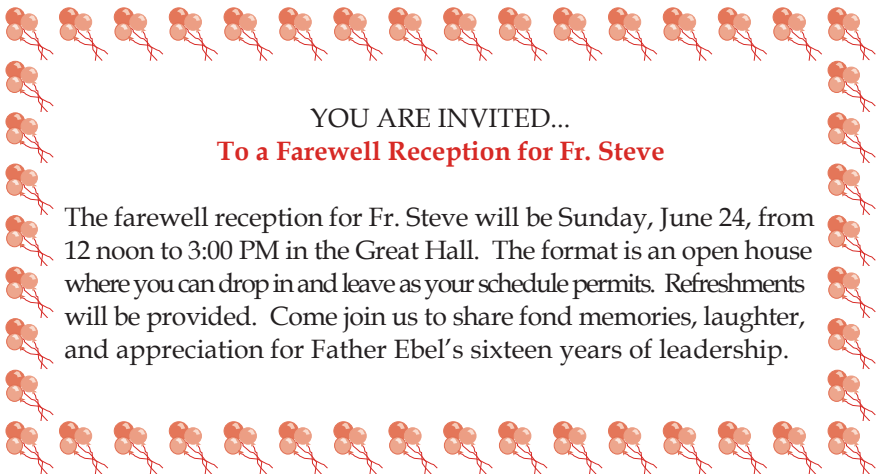 YOU ARE INVITED...
To a Farewell Reception for Fr. Steve
The farewell reception for Fr. Steve will be Sunday, June 24, from
12 noon to 3:00 PM in the Great Hall.  The format is an open house
where you can drop in and leave as your schedule permits.  Refreshments
will be provided.  Come join us to share fond memories, laughter,
and appreciation for Father Ebel’s sixteen years of leadership.